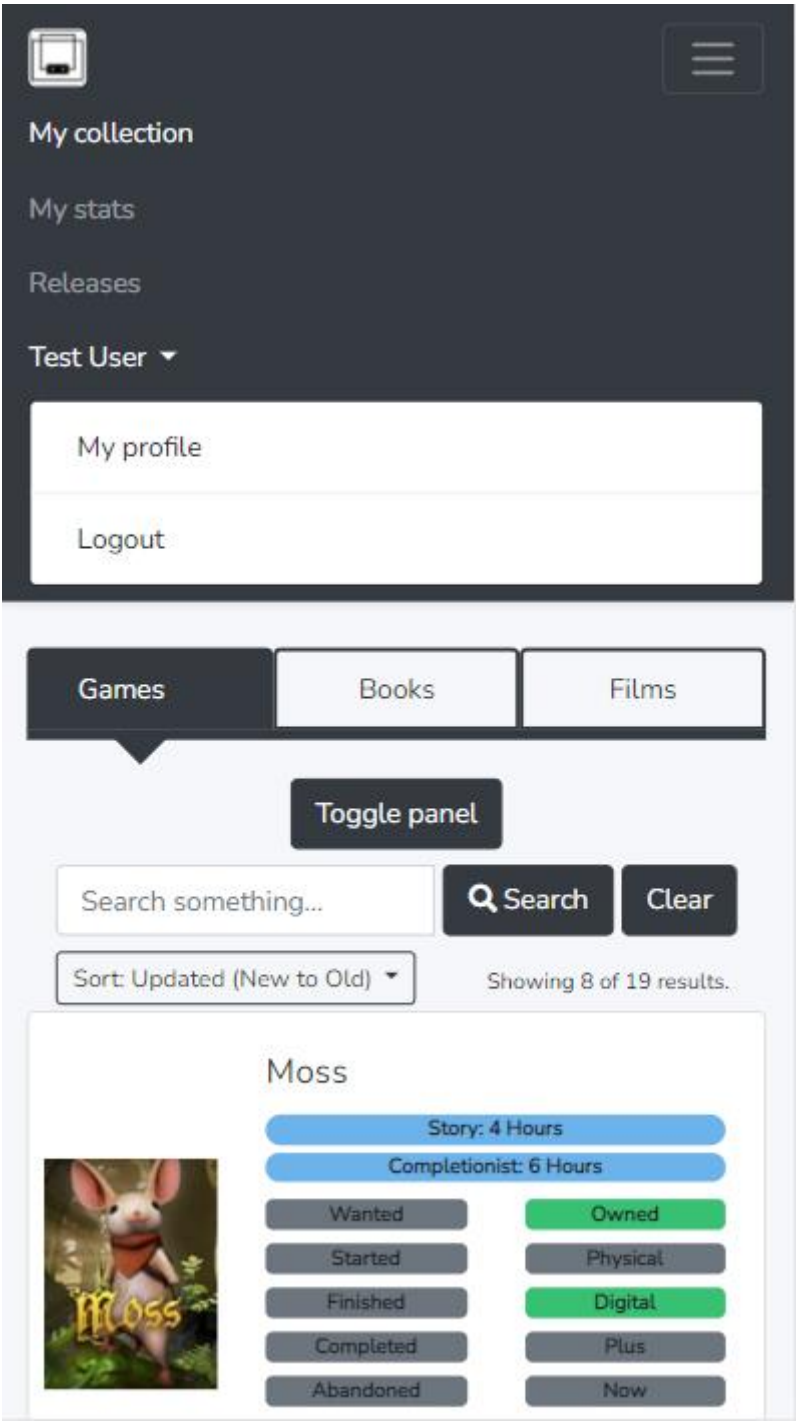 My collection
My stats
Releases
Test User
My profile
Logout
Games Books Films
Toggle panel
Search something... Search Clear
Sort: Updated (New to Old) Showing 8 of 19 results.
Moss
Story: 4 Hours
Completionist: 6 Hours
Wanted Owned
Started Physical
Finished Digital
Completed Plus
Abandoned Now
Moss